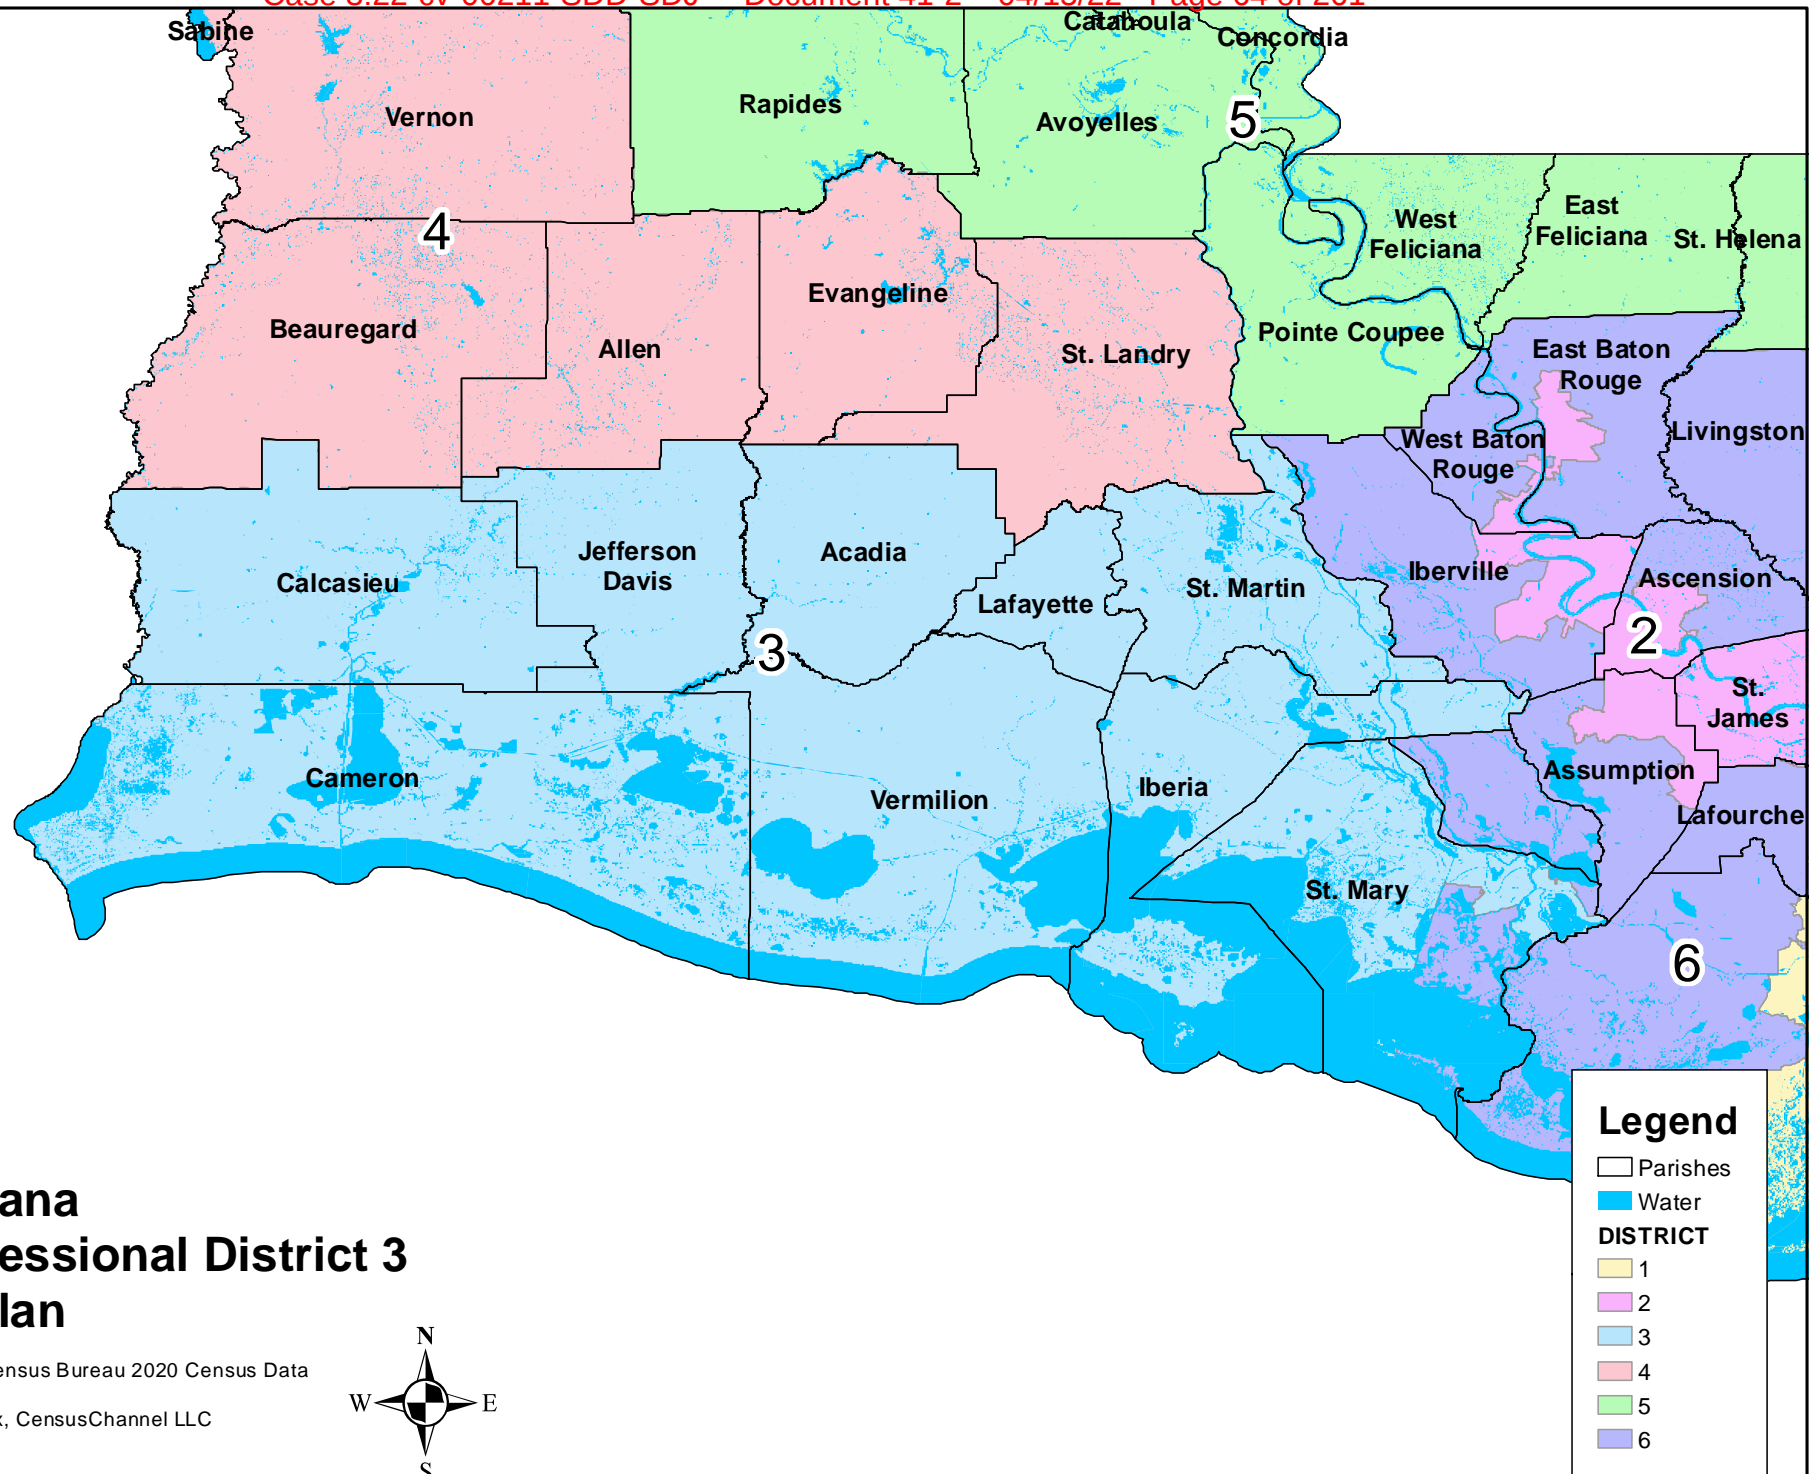 Sabine
Catahoula
Concordia
Vernon
Rapides
Avoyelles
5
4
West
Feliciana
East
Feliciana
St. Helena
Evangeline
Beauregard
Allen
St. Landry
Pointe Coupee
East Baton
Rouge
West Baton
Rouge
Livingston
Calcasieu
Jefferson
Davis
Acadia
Lafayette
St. Martin
Iberville
Ascension
3
2
St.
James
Cameron
Vermilion
Iberia
Assumption
Lafourche
St. Mary
6
Legend
Parishes
Water
DISTRICT
1
2
3
4
5
6
ana
essional District 3
lan
ensus Bureau 2020 Census Data
, CensusChannel LLC
N
W
E
S